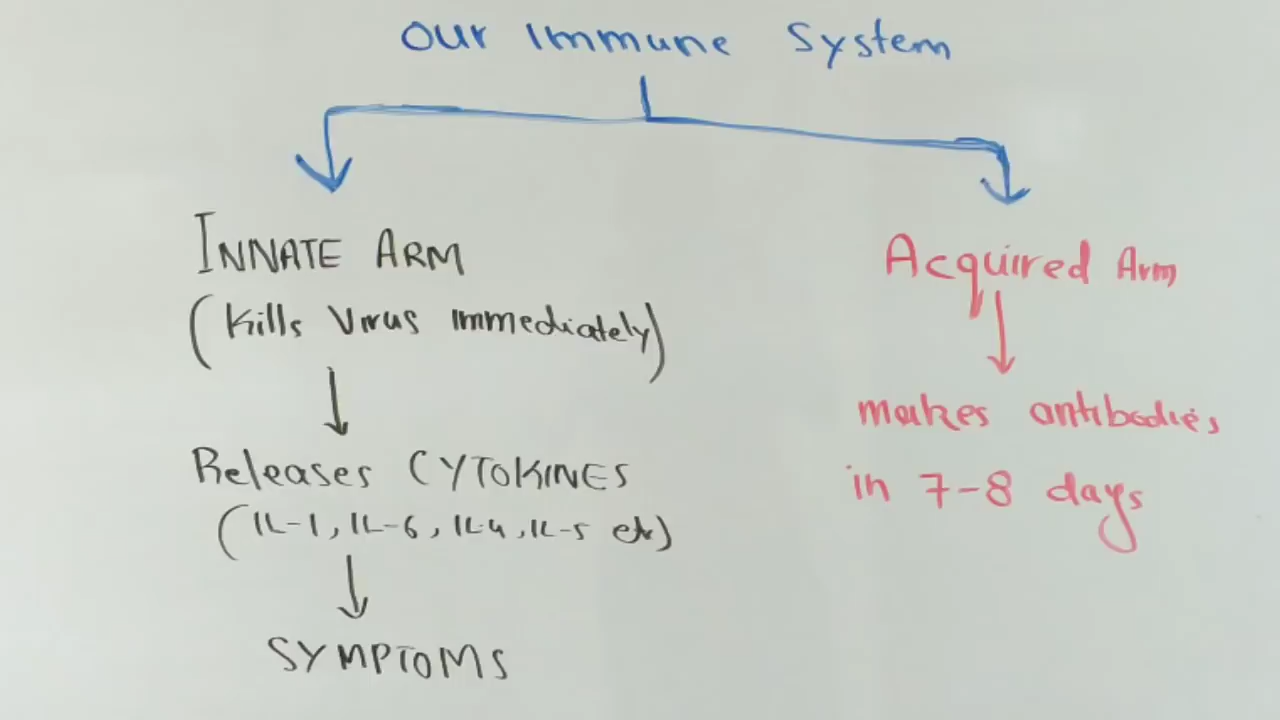 Our Immune System
INNATE ARM
(Kills Virus immediately)
Releases CYTOKINES
(IL-1, IL-6, IL-4, IL-5 etc)
SYMPTOMS
Acquired Arm
makes antibodies
in 7-8 days